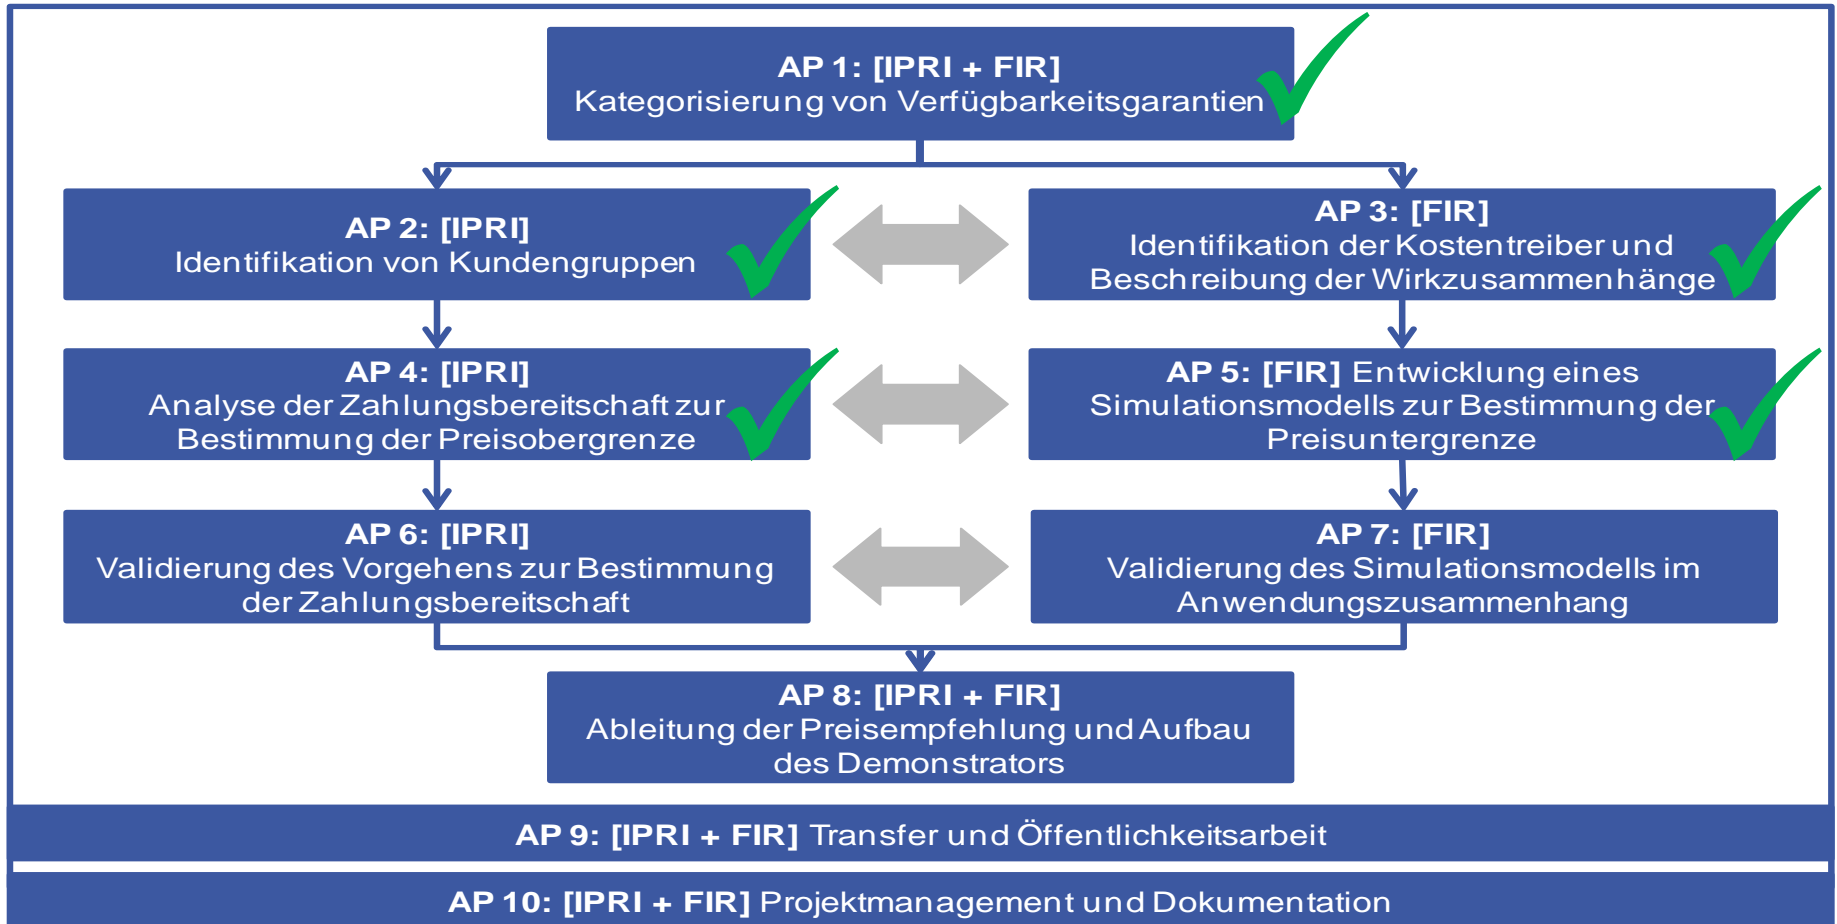 AP 1: [IPRI + FIR]
Kategorisierung von Verfügbarkeitsgarantien
AP 2: [IPRI]
Identifikation von Kundengruppen
AP 3: [FIR]
Identifikation der Kostentreiber und
Beschreibung der Wirkzusammenhänge
AP 4: [IPRI]
Analyse der Zahlungsbereitschaft zur
Bestimmung der Preisobergrenze
AP 5: [FIR] Entwicklung eines
Simulationsmodells zur Bestimmung der
Preisuntergrenze
AP 6: [IPRI]
Validierung des Vorgehens zur Bestimmung
der Zahlungsbereitschaft
AP 7: [FIR]
Validierung des Simulationsmodells im
Anwendungszusammenhang
AP 8: [IPRI + FIR]
Ableitung der Preisempfehlung und Aufbau
des Demonstrators
AP 9: [IPRI + FIR] Transfer und Öffentlichkeitsarbeit
AP 10: [IPRI + FIR] Projektmanagement und Dokumentation